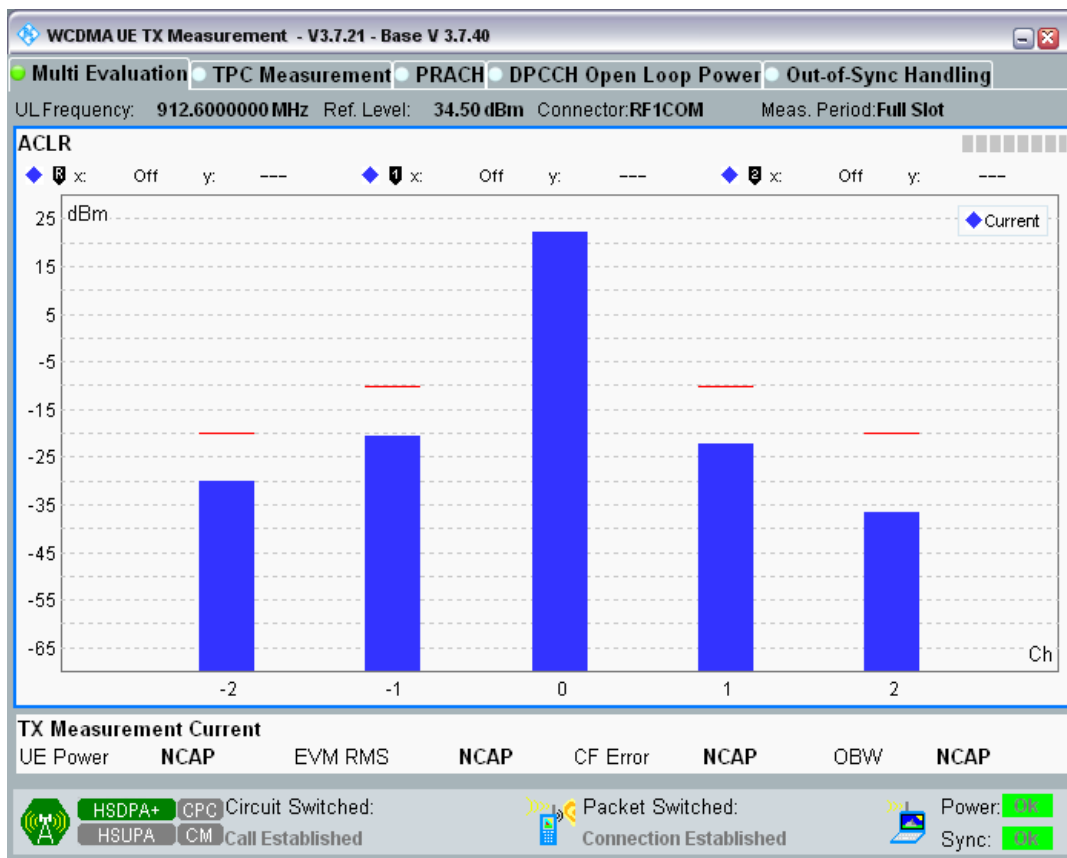 WCDMA UE TX Measurement - V3.7.21 - Base V 3.7.40
Multi Evaluation TPC Measurement PRACH DPCCH Open Loop Power Out-of-Sync Handling
UL Frequency: 912.6000000 MHz Ref. Level: 34.50 dBm Connector:RF1COM Meas. Period:Full Slot
ACLR
R x: Off y: --- 1 x: Off y: --- 2 x: Off y: ---
dBm
Current
25
15
5
-5
-15
-25
-35
-45
-55
-65
Ch
-2 -1 0 1 2
TX Measurement Current
UE Power NCAP EVM RMS NCAP CF Error NCAP OBW NCAP
HSDPA+ CPC Circuit Switched: Packet Switched: Power: Ok
HSUPA CM Call Established Connection Established Sync: Ok